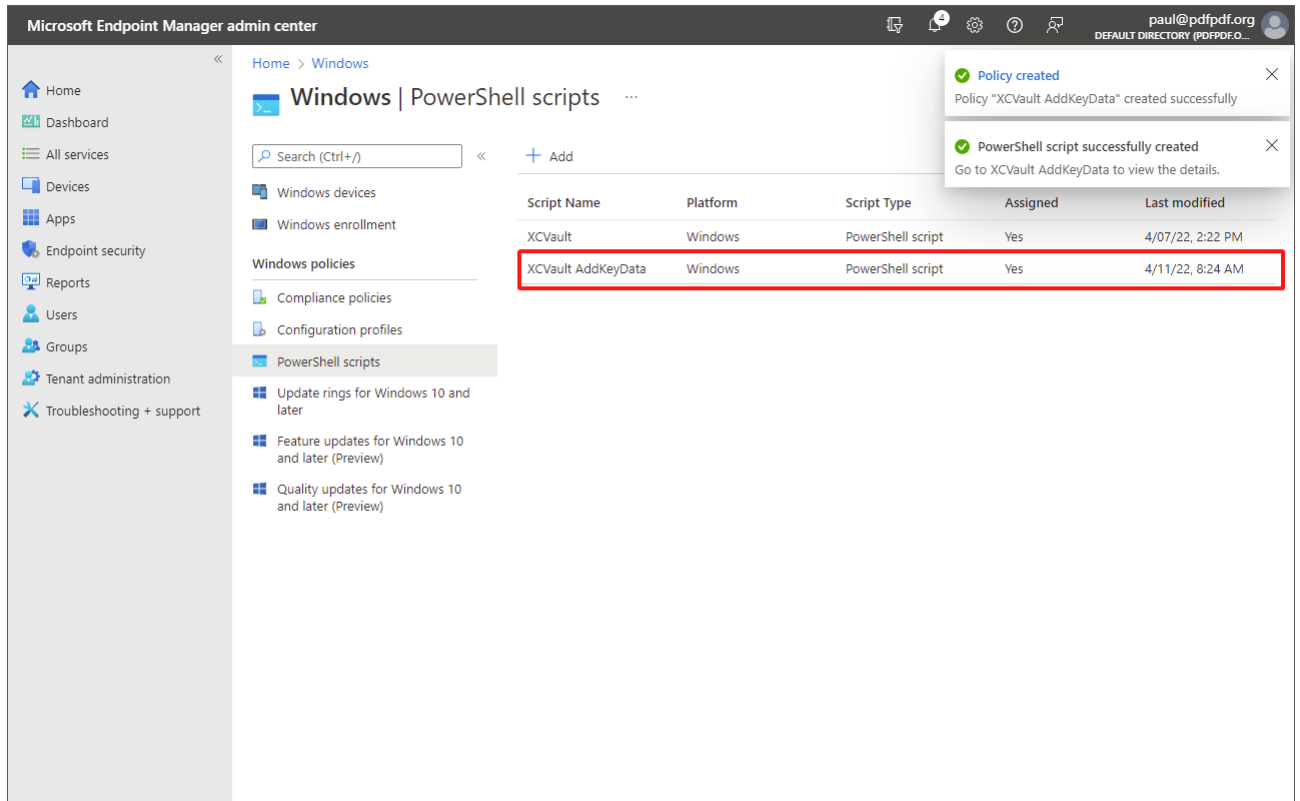 Microsoft Endpoint Manager admin center
4
paul@pdfpdf.org
DEFAULT DIRECTORY (PDFPDF.O...
«
Home
Dashboard
All services
Devices
Apps
Endpoint security
Reports
Users
Groups
Tenant administration
Troubleshooting + support
Home > Windows
Windows | PowerShell scripts ...
Search (Ctrl+/)
«
Windows devices
Windows enrollment
Windows policies
Compliance policies
Configuration profiles
PowerShell scripts
Update rings for Windows 10 and
later
Feature updates for Windows 10
and later (Preview)
Quality updates for Windows 10
and later (Preview)
+ Add
Script Name Platform Script Type Assigned Last modified
XCVault Windows PowerShell script Yes 4/07/22, 2:22 PM
XCVault AddKeyData Windows PowerShell script Yes 4/11/22, 8:24 AM
Policy created
Policy "XCVault AddKeyData" created successfully
PowerShell script successfully created
Go to XCVault AddKeyData to view the details.